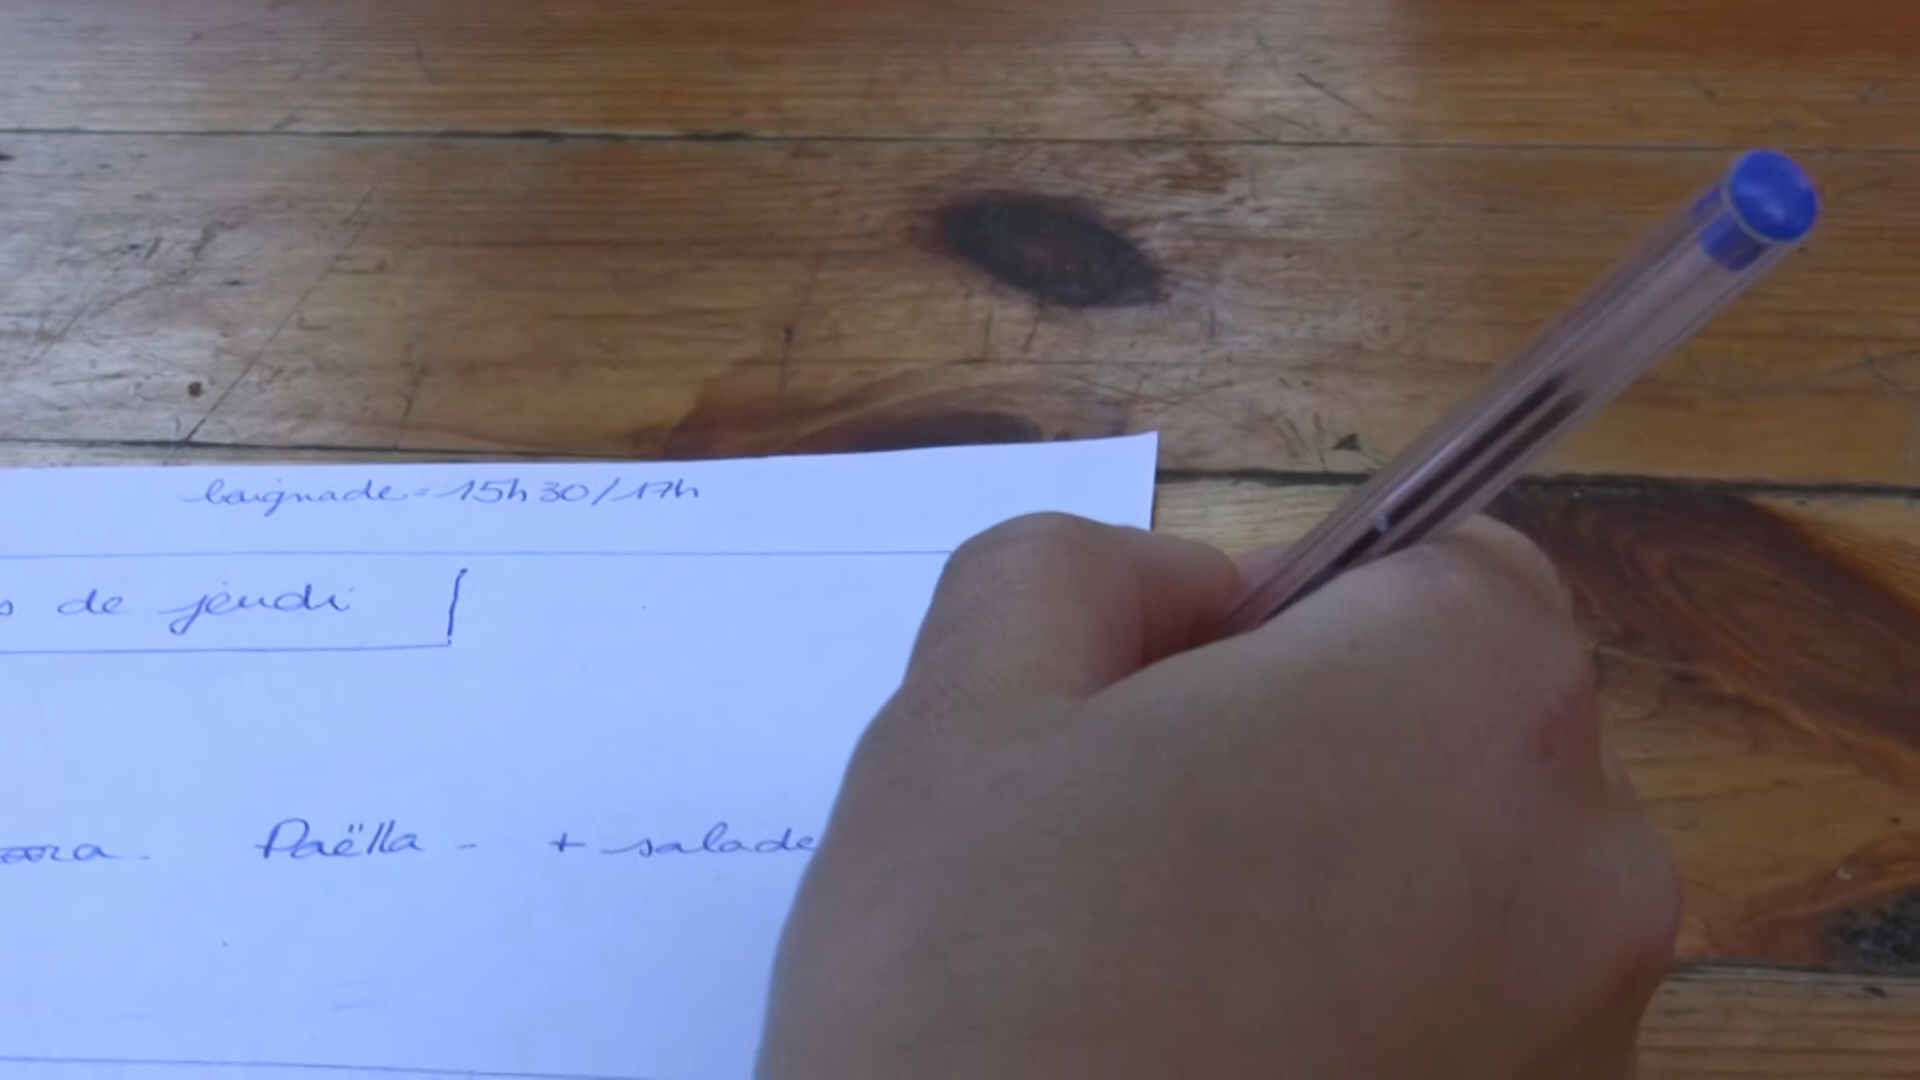 baignade = 15h30/17h
de jeudi
Paëlla - + salade